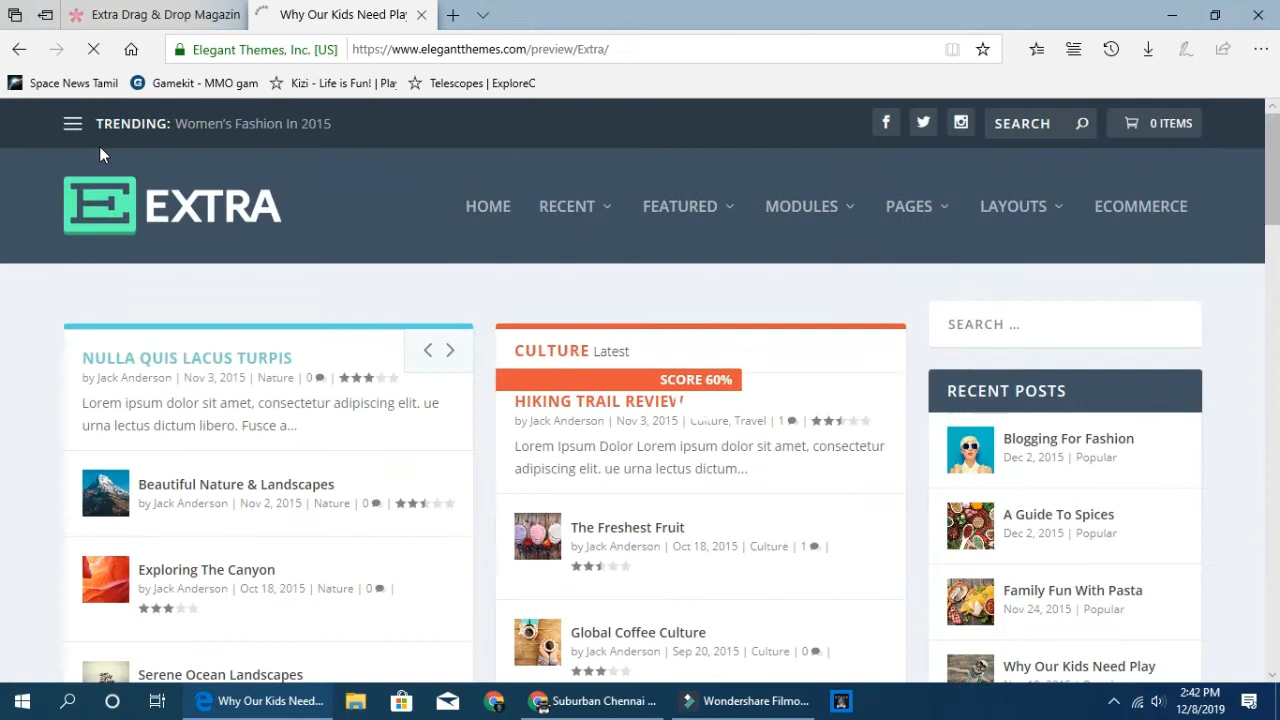 Extra Drag & Drop Magazin
Why Our Kids Need Pla
Elegant Themes, Inc. [US]
https://www.elegantthemes.com/preview/Extra/
Space News Tamil
Gamekit - MMO gam
Kizi - Life is Fun! | Pla
Telescopes | ExploreC
TRENDING: Women's Fashion In 2015
SEARCH
0 ITEMS
E EXTRA
HOME
RECENT
FEATURED
MODULES
PAGES
LAYOUTS
ECOMMERCE
NULLA QUIS LACUS TURPIS
by Jack Anderson | Nov 3, 2015 | Nature | 0
Lorem ipsum dolor sit amet, consectetur adipiscing elit. ue
urna lectus dictum libero. Fusce a...
Beautiful Nature & Landscapes
by Jack Anderson | Nov 2, 2015 | Nature | 0
Exploring The Canyon
by Jack Anderson | Oct 18, 2015 | Nature | 0 |
Serene Ocean Landscapes
CULTURE Latest
SCORE 60%
HIKING TRAIL REVIEW
by Jack Anderson | Nov 3, 2015 | Culture, Travel | 1
Lorem Ipsum Dolor Lorem ipsum dolor sit amet, consectetur
adipiscing elit. ue urna lectus dictum...
The Freshest Fruit
by Jack Anderson | Oct 18, 2015 | Culture | 1 |
Global Coffee Culture
by Jack Anderson | Sep 20, 2015 | Culture | 0 |
SEARCH ...
RECENT POSTS
Blogging For Fashion
Dec 2, 2015 | Popular
A Guide To Spices
Dec 2, 2015 | Popular
Family Fun With Pasta
Nov 24, 2015 | Popular
Why Our Kids Need Play
Why Our Kids Need...
Suburban Chennai ...
Wondershare Filmo...
2:42 PM
12/8/2019